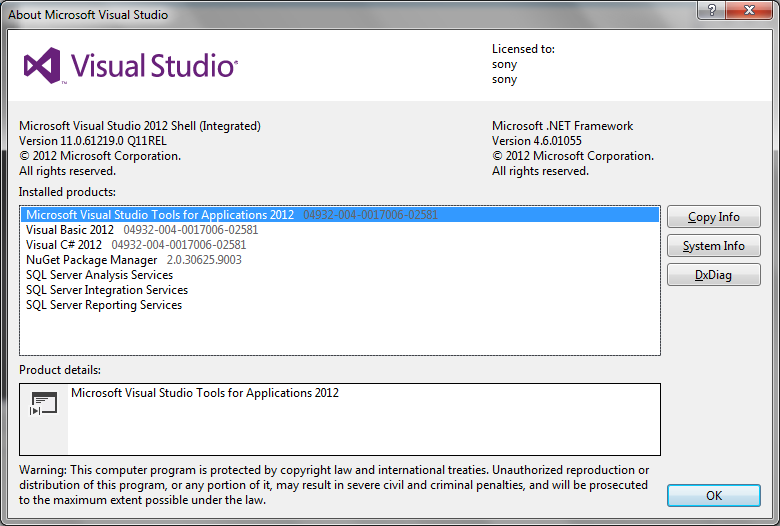 About Microsoft Visual Studio
?
X
Visual Studio®
™
Licensed to:
sony
sony
Microsoft Visual Studio 2012 Shell (Integrated)
Version 11.0.61219.0 Q11REL
© 2012 Microsoft Corporation.
All rights reserved.
Microsoft .NET Framework
Version 4.6.01055
© 2012 Microsoft Corporation.
All rights reserved.
Installed products:
Microsoft Visual Studio Tools for Applications 2012 04932-004-0017006-02581
Visual Basic 2012 04932-004-0017006-02581
Visual C# 2012 04932-004-0017006-02581
NuGet Package Manager 2.0.30625.9003
SQL Server Analysis Services
SQL Server Integration Services
SQL Server Reporting Services
Copy Info
System Info
DxDiag
Product details:
Microsoft Visual Studio Tools for Applications 2012
Warning: This computer program is protected by copyright law and international treaties. Unauthorized reproduction or
distribution of this program, or any portion of it, may result in severe civil and criminal penalties, and will be prosecuted
to the maximum extent possible under the law.
OK